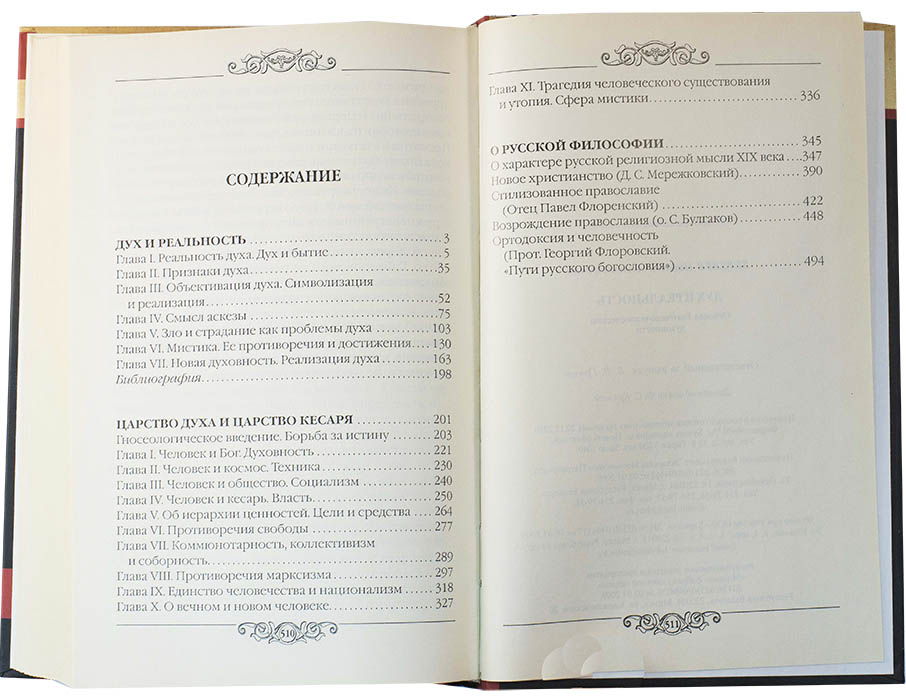 СОДЕРЖАНИЕ
ДУХ И РЕАЛЬНОСТЬ ..... 3
Глава I. Реальность духа. Дух и бытие ..... 5
Глава II. Признаки духа ..... 35
Глава III. Объективация духа. Символизация
и реализация ..... 52
Глава IV. Смысл аскезы ..... 75
Глава V. Зло и страдание как проблемы духа ..... 103
Глава VI. Мистика. Ее противоречия и достижения ..... 130
Глава VII. Новая духовность. Реализация духа ..... 163
Библиография ..... 198
ЦАРСТВО ДУХА И ЦАРСТВО КЕСАРЯ ..... 201
Гносеологическое введение. Борьба за истину ..... 203
Глава I. Человек и Бог. Духовность ..... 221
Глава II. Человек и космос. Техника ..... 230
Глава III. Человек и общество. Социализм ..... 240
Глава IV. Человек и кесарь. Власть ..... 250
Глава V. Об иерархии ценностей. Цели и средства ..... 264
Глава VI. Противоречия свободы ..... 277
Глава VII. Коммюнотарность, коллективизм
и соборность ..... 289
Глава VIII. Противоречия марксизма ..... 297
Глава IX. Единство человечества и национализм ..... 318
Глава X. О вечном и новом человеке ..... 327
510
Глава XI. Трагедия человеческого существования
и утопия. Сфера мистики ..... 336
О РУССКОЙ ФИЛОСОФИИ ..... 345
О характере русской религиозной мысли XIX века ..... 347
Новое христианство (Д. С. Мережковский) ..... 390
Стилизованное православие
(Отец Павел Флоренский) ..... 422
Возрождение православия (о. С. Булгаков) ..... 448
Ортодоксия и человечность
(Прот. Георгий Флоровский.
«Пути русского богословия») ..... 494
511